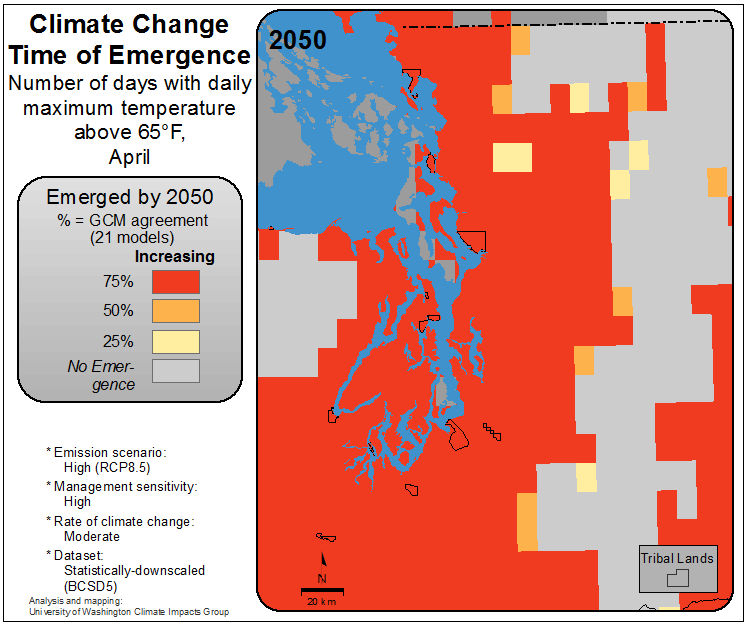 Climate Change
Time of Emergence
Number of days with daily
maximum temperature
above 65°F,
April
Emerged by 2050
% = GCM agreement
(21 models)
Increasing
75%
50%
25%
No Emer-
gence
* Emission scenario:
High (RCP8.5)
* Management sensitivity:
High
* Rate of climate change:
Moderate
* Dataset:
Statistically-downscaled
(BCSD5)
Analysis and mapping:
University of Washington Climate Impacts Group
2050
N
20 km
Tribal Lands